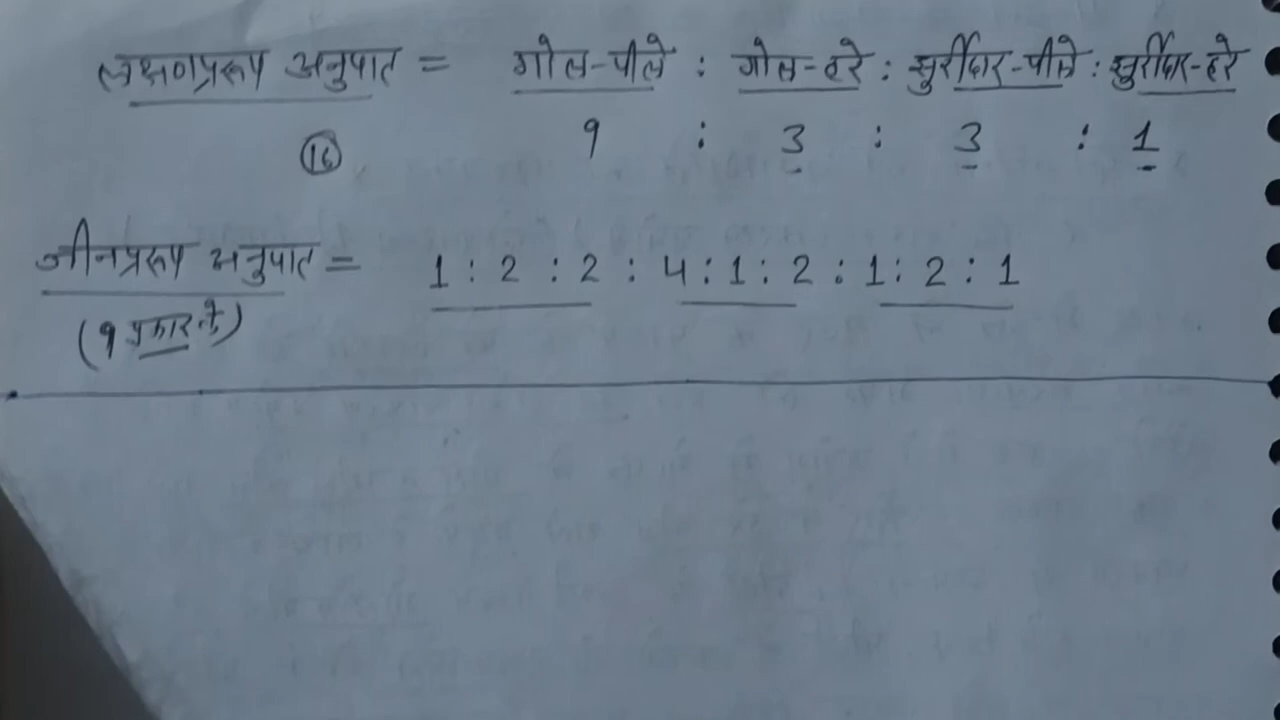 लक्षणप्ररूप अनुपात = गोल-पीले : गोल-हरे : झुर्रीदार-पीले : झुर्रीदार-हरे
16 9 : 3 : 3 : 1
जीनप्ररूप अनुपात = 1 : 2 : 2 : 4 : 1 : 2 : 1 : 2 : 1
(9 प्रकार के)